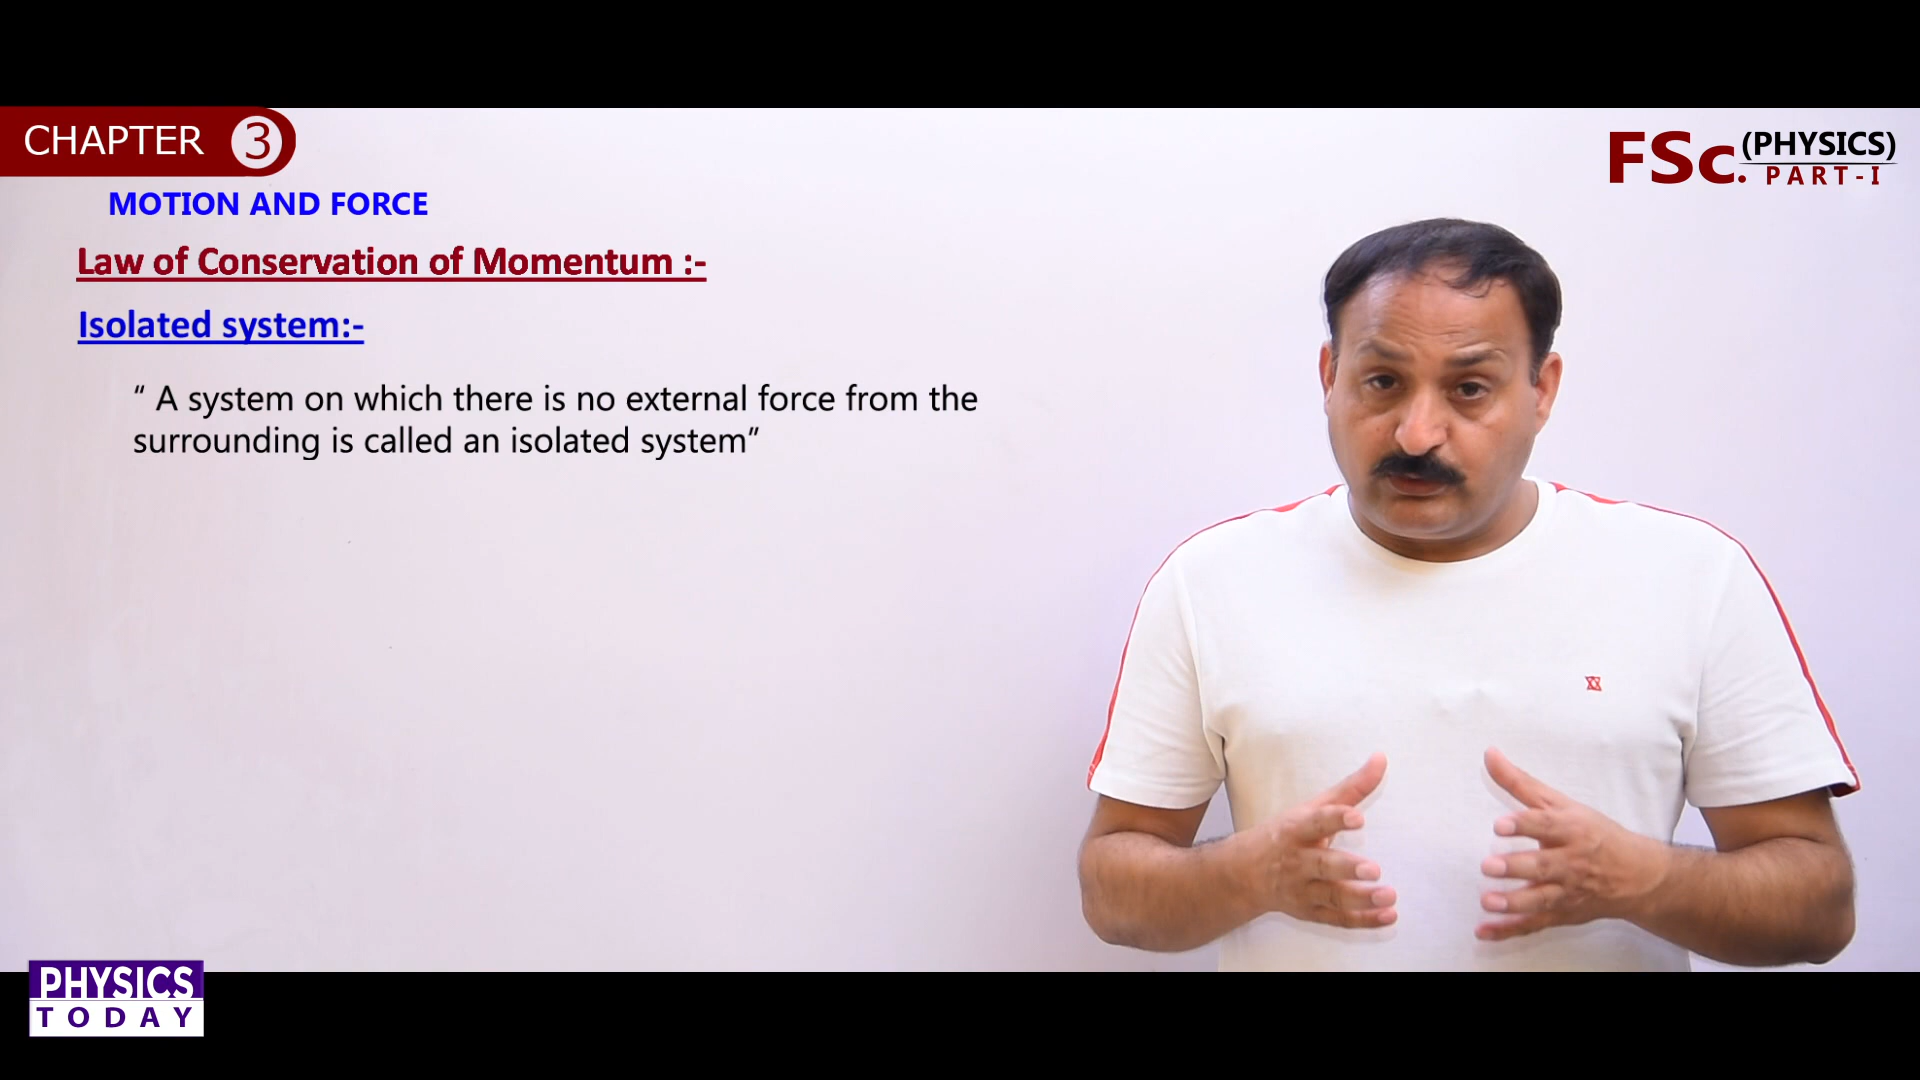 CHAPTER 3
FSc. (PHYSICS)
PART-I
MOTION AND FORCE
Law of Conservation of Momentum :-
Isolated system:-
“ A system on which there is no external force from the
surrounding is called an isolated system”
PHYSICS
TODAY